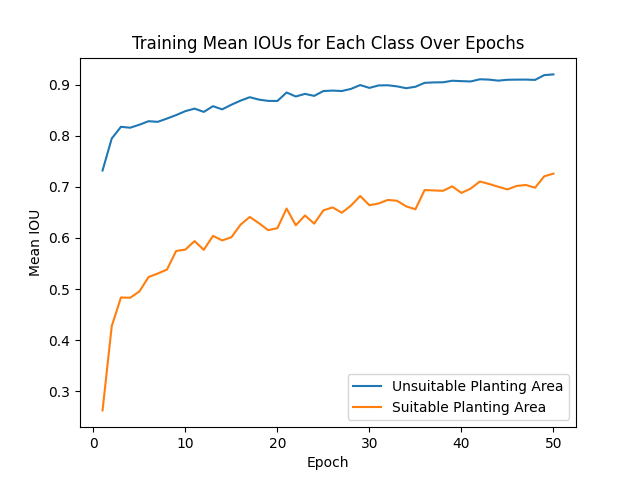 Training Mean IOUs for Each Class Over Epochs
Mean IOU
0.9
0.8
0.7
0.6
0.5
0.4
0.3
0 10 20 30 40 50
Epoch
Unsuitable Planting Area
Suitable Planting Area